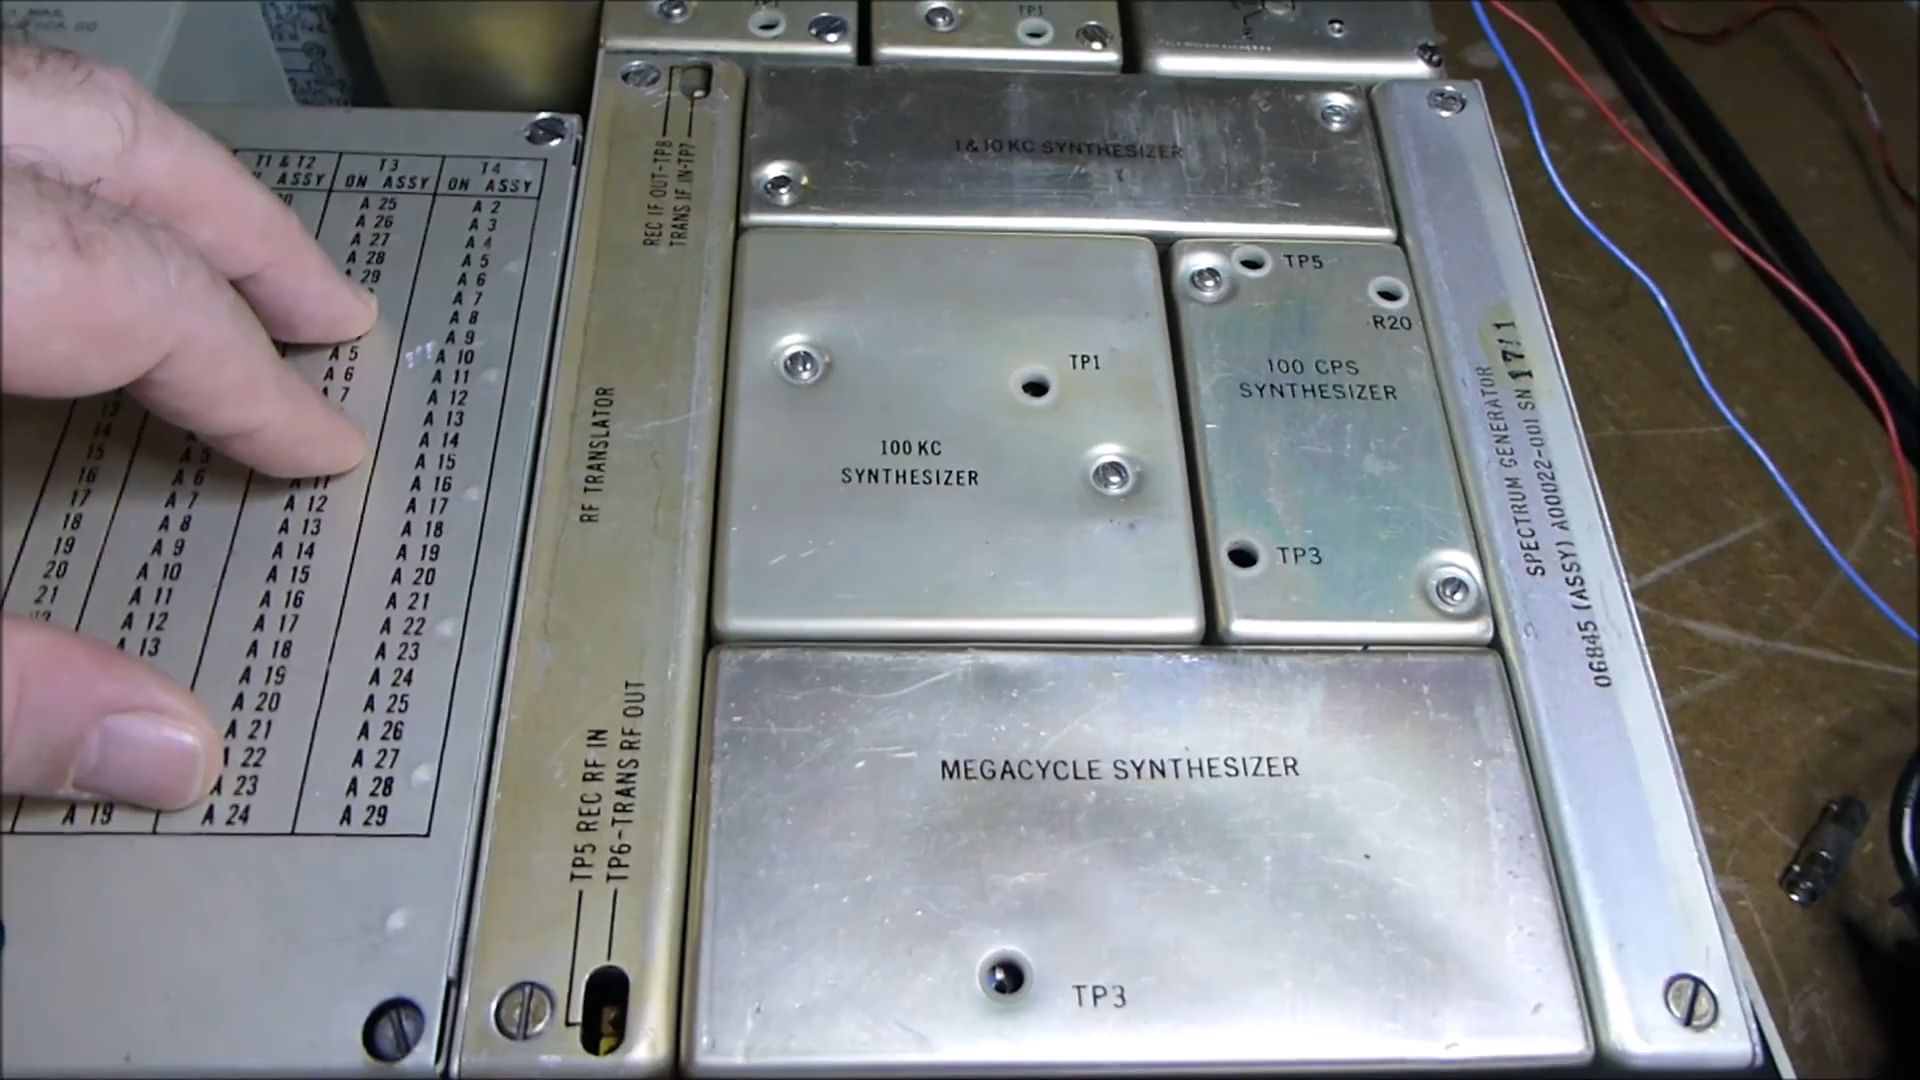 TP1
TP1
T1 & T2
ASSY
T3
ON ASSY
T4
ON ASSY
A 25
A 26
A 27
A 28
A 29
A 5
A 6
A 7
A 11
A 12
A 13
A 14
A 15
A 16
A 17
A 18
A 19
A 20
A 21
A 22
A 23
A 24
A 2
A 3
A 4
A 5
A 6
A 7
A 8
A 9
A 10
A 11
A 12
A 13
A 14
A 15
A 16
A 17
A 18
A 19
A 20
A 21
A 22
A 23
A 24
A 25
A 26
A 27
A 28
A 29
15
16
17
18
19
20
21
A 6
A 7
A 8
A 9
A 10
A 11
A 12
A 13
A 19
REC IF OUT-TP8
TRANS IF IN-TP7
RF TRANSLATOR
TP5 REC RF IN
TP6-TRANS RF OUT
1 & 10 KC SYNTHESIZER
TP1
100 KC
SYNTHESIZER
TP5
R20
100 CPS
SYNTHESIZER
TP3
MEGACYCLE SYNTHESIZER
TP3
SPECTRUM GENERATOR
06845 (ASSY) A00022-001 SN 1711